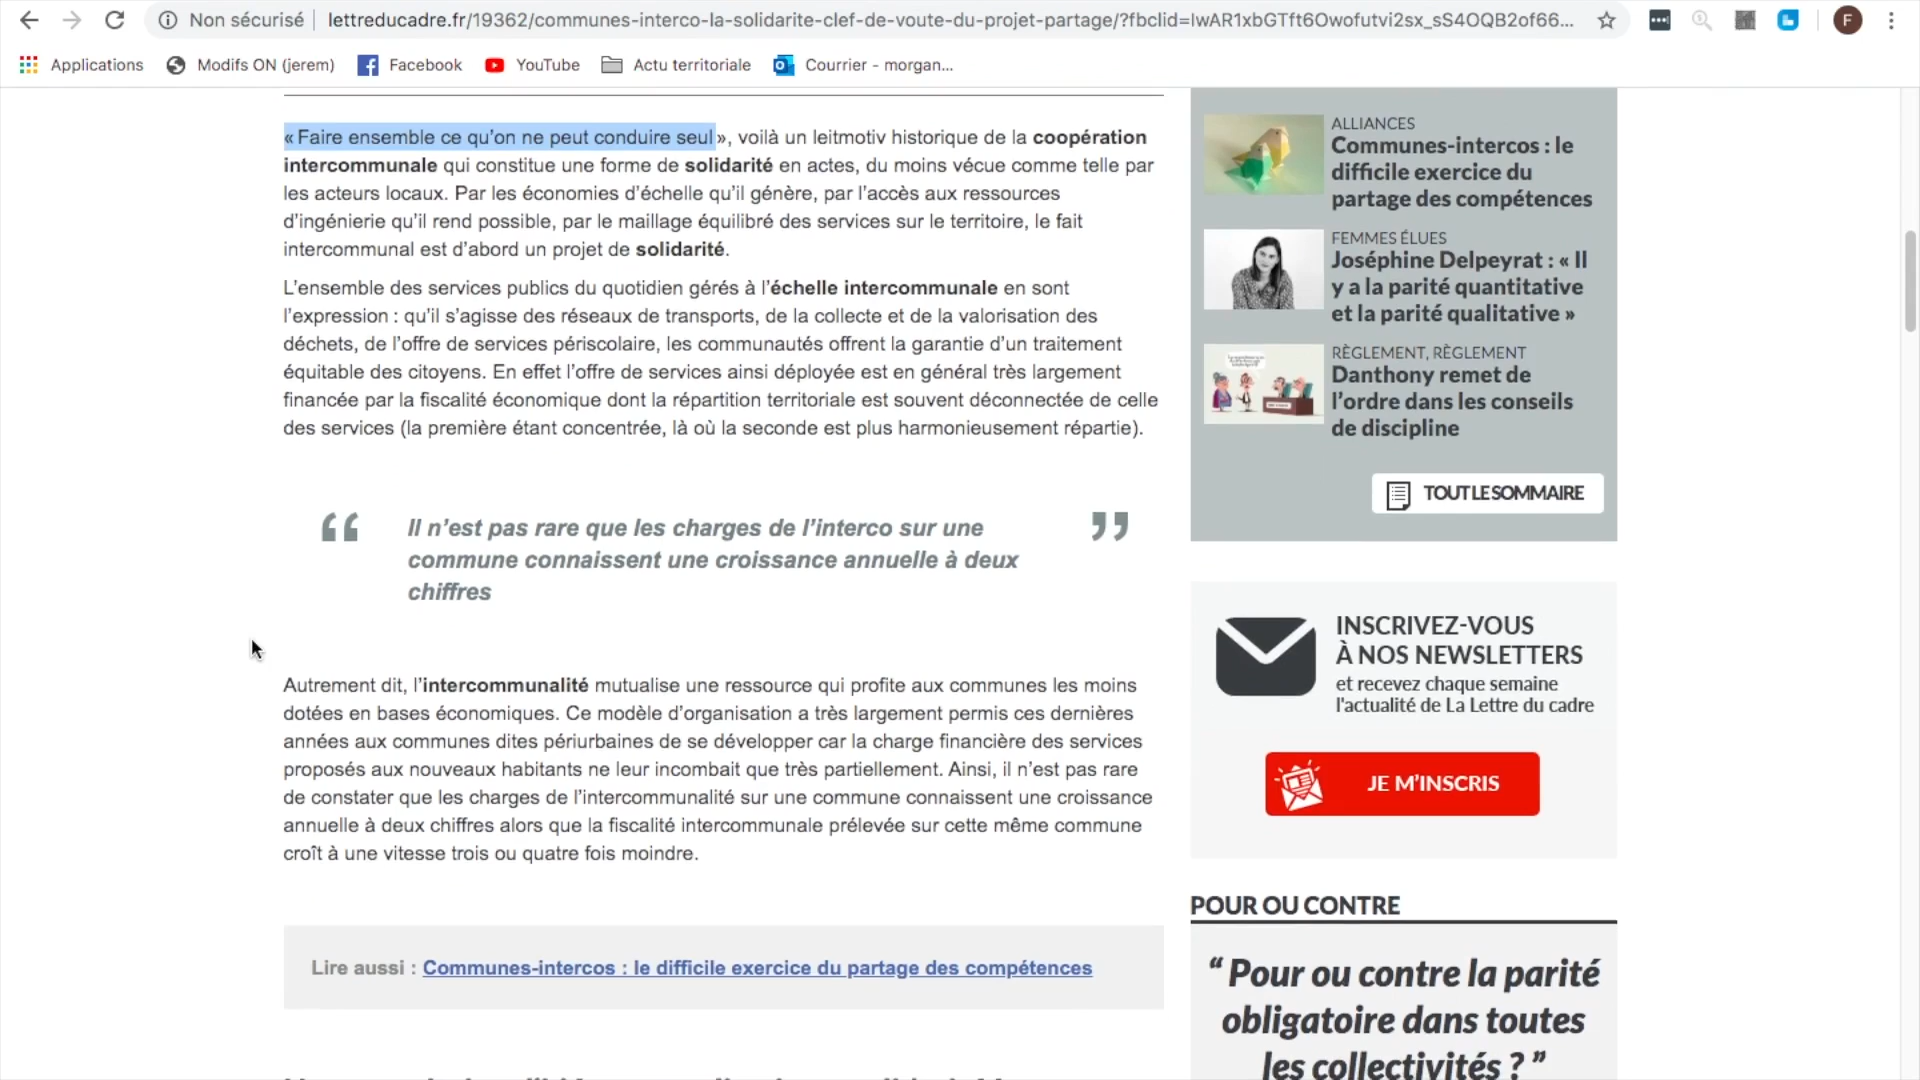 Non sécurisé | lettreducadre.fr/19362/communes-interco-la-solidarite-clef-de-voute-du-projet-partage/?fbclid=IwAR1xbGTft6Owofutvi2sx_sS4OQB2of66...
F
Applications
Modifs ON (jerem)
Facebook
YouTube
Actu territoriale
Courrier - morgan...
« Faire ensemble ce qu'on ne peut conduire seul », voilà un leitmotiv historique de la coopération
intercommunale qui constitue une forme de solidarité en actes, du moins vécue comme telle par
les acteurs locaux. Par les économies d'échelle qu'il génère, par l'accès aux ressources
d'ingénierie qu'il rend possible, par le maillage équilibré des services sur le territoire, le fait
intercommunal est d'abord un projet de solidarité.
L'ensemble des services publics du quotidien gérés à l'échelle intercommunale en sont
l'expression : qu'il s'agisse des réseaux de transports, de la collecte et de la valorisation des
déchets, de l'offre de services périscolaire, les communautés offrent la garantie d'un traitement
équitable des citoyens. En effet l'offre de services ainsi déployée est en général très largement
financée par la fiscalité économique dont la répartition territoriale est souvent déconnectée de celle
des services (la première étant concentrée, là où la seconde est plus harmonieusement répartie).
“ Il n'est pas rare que les charges de l'interco sur une ”
commune connaissent une croissance annuelle à deux
chiffres
Autrement dit, l'intercommunalité mutualise une ressource qui profite aux communes les moins
dotées en bases économiques. Ce modèle d'organisation a très largement permis ces dernières
années aux communes dites périurbaines de se développer car la charge financière des services
proposés aux nouveaux habitants ne leur incombait que très partiellement. Ainsi, il n'est pas rare
de constater que les charges de l'intercommunalité sur une commune connaissent une croissance
annuelle à deux chiffres alors que la fiscalité intercommunale prélevée sur cette même commune
croît à une vitesse trois ou quatre fois moindre.
Lire aussi : Communes-intercos : le difficile exercice du partage des compétences
ALLIANCES
Communes-intercos : le
difficile exercice du
partage des compétences
FEMMES ÉLUES
Joséphine Delpeyrat : « Il
y a la parité quantitative
et la parité qualitative »
RÈGLEMENT, RÈGLEMENT
Danthony remet de
l'ordre dans les conseils
de discipline
TOUT LE SOMMAIRE
INSCRIVEZ-VOUS
À NOS NEWSLETTERS
et recevez chaque semaine
l'actualité de La Lettre du cadre
JE M'INSCRIS
POUR OU CONTRE
“ Pour ou contre la parité
obligatoire dans toutes
les collectivités ? ”